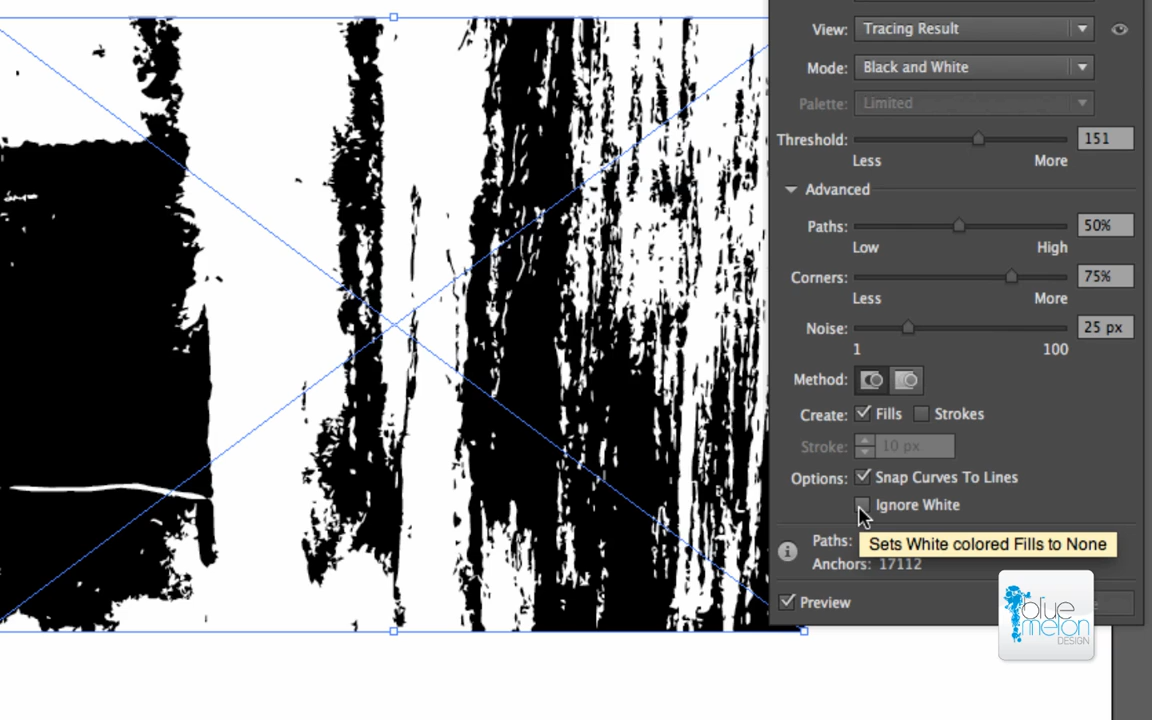 View: Tracing Result
Mode: Black and White
Palette: Limited
Threshold: 151
Less More
Advanced
Paths: 50%
Low High
Corners: 75%
Less More
Noise: 25 px
1 100
Method:
Create: Fills Strokes
Stroke: 10 px
Options: Snap Curves To Lines
Ignore White
Paths:
Sets White colored Fills to None
Anchors: 17112
Preview
blue
melon
DESIGN